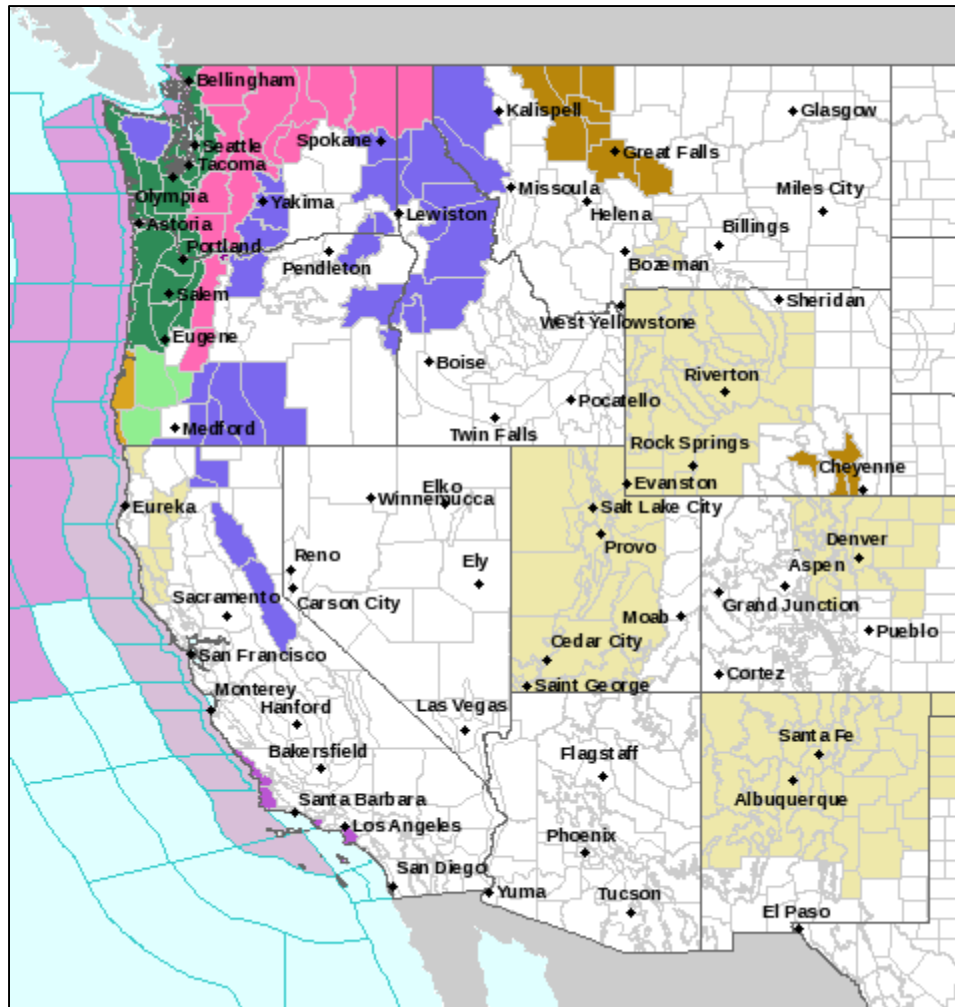 Bellingham
Kalispell
Glasgow
Seattle
Spokane
Great Falls
Tacoma
Olympia
Missoula
Miles City
Yakima
Lewiston
Helena
Astoria
Portland
Billings
Pendleton
Bozeman
Salem
Sheridan
West Yellowstone
Eugene
Boise
Riverton
Pocatello
Medford
Twin Falls
Rock Springs
Cheyenne
Evanston
Elko
Winnemucca
Eureka
Salt Lake City
Provo
Denver
Reno
Ely
Aspen
Sacramento
Carson City
Grand Junction
Moab
Pueblo
San Francisco
Cedar City
Cortez
Saint George
Monterey
Hanford
Las Vegas
Santa Fe
Bakersfield
Flagstaff
Albuquerque
Santa Barbara
Los Angeles
Phoenix
San Diego
Yuma
Tucson
El Paso